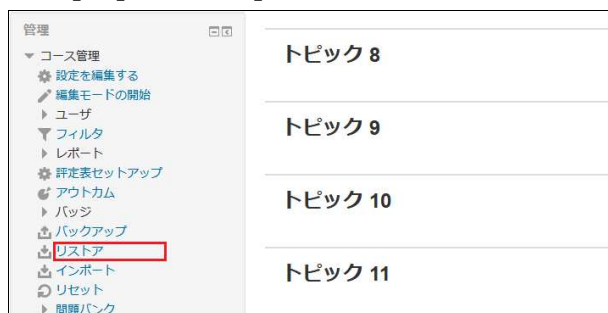 管理
コース管理
設定を編集する
編集モードの開始
ユーザ
フィルタ
レポート
評定表セットアップ
アウトカム
バッジ
バックアップ
リストア
インポート
リセット
問題バンク
トピック 8
トピック 9
トピック 10
トピック 11